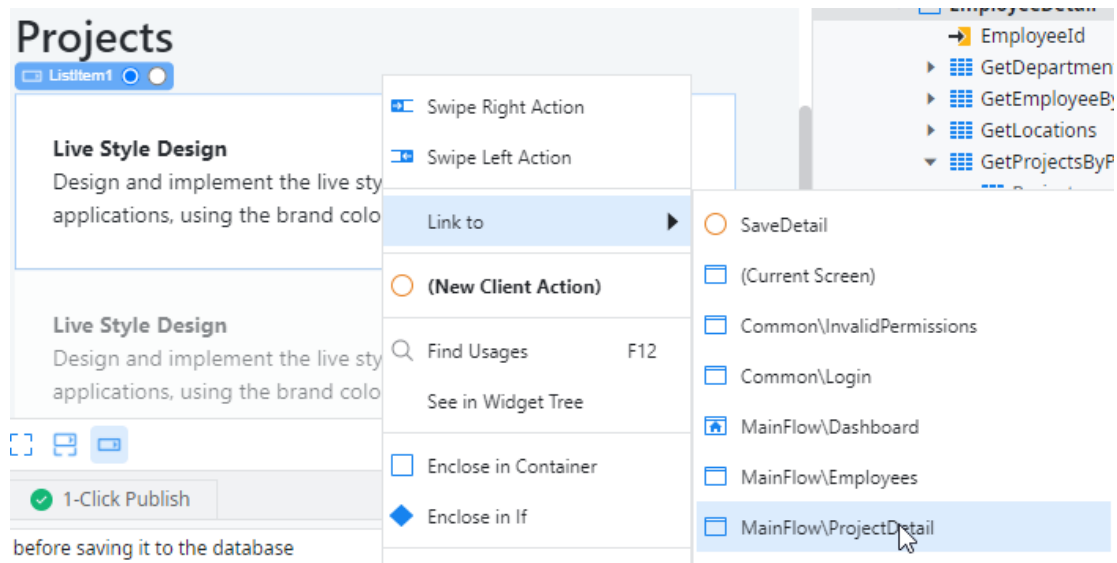 Projects
ListItem1
Live Style Design
Design and implement the live sty
applications, using the brand colo
Live Style Design
Design and implement the live sty
applications, using the brand colo
1-Click Publish
before saving it to the database
Swipe Right Action
Swipe Left Action
Link to
(New Client Action)
Find Usages F12
See in Widget Tree
Enclose in Container
Enclose in If
SaveDetail
(Current Screen)
Common\InvalidPermissions
Common\Login
MainFlow\Dashboard
MainFlow\Employees
MainFlow\ProjectDetail
EmployeeDetail
EmployeeId
GetDepartmen
GetEmployeeBy
GetLocations
GetProjectsByP